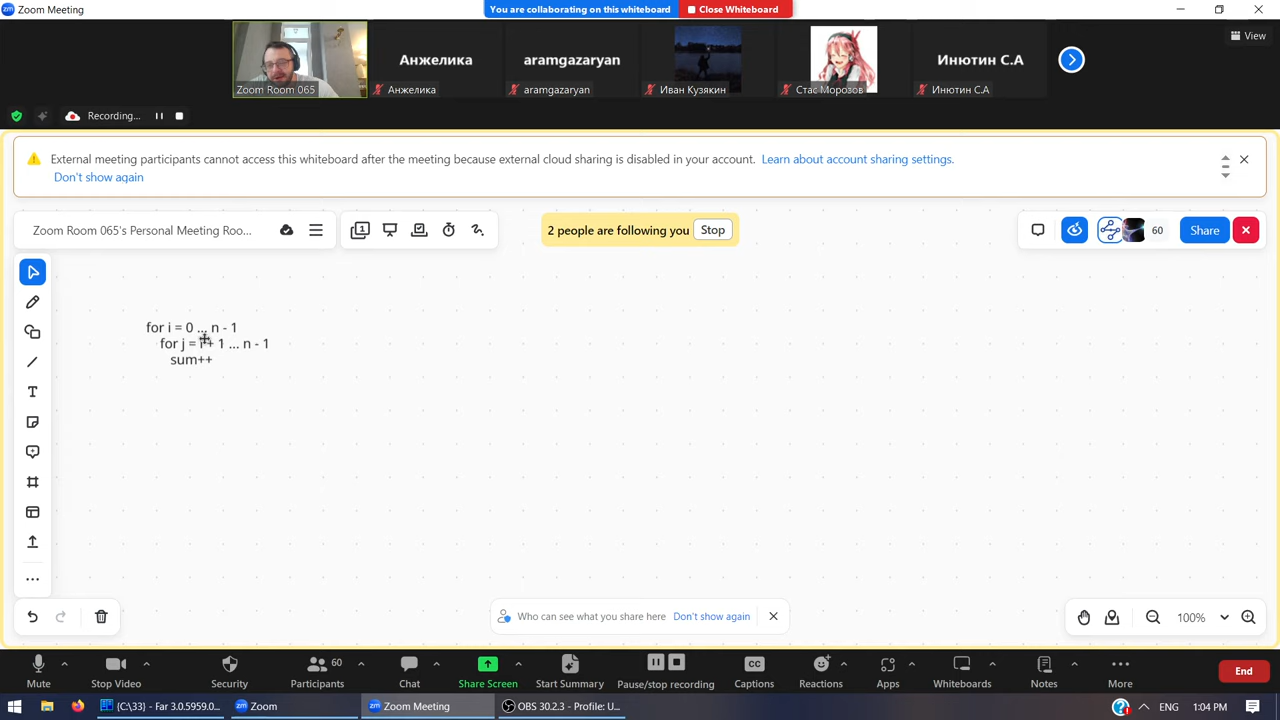 Zoom Meeting
You are collaborating on this whiteboard
Close Whiteboard
Zoom Room 065
Анжелика
Анжелика
aramgazaryan
aramgazaryan
Иван Кузякин
Стас Морозов
Инютин С.А
Инютин С.А
View
Recording...
External meeting participants cannot access this whiteboard after the meeting because external cloud sharing is disabled in your account. Learn about account sharing settings.
Don't show again
Zoom Room 065's Personal Meeting Roo...
1
2 people are following you
Stop
60
Share
for i = 0 ... n - 1
for j = i + 1 ... n - 1
sum++
T
Who can see what you share here
Don't show again
100%
Mute
Stop Video
Security
60
Participants
Chat
Share Screen
Start Summary
Pause/stop recording
CC
Captions
Reactions
Apps
Whiteboards
Notes
More
End
(C:\33) - Far 3.0.5959.0...
Zoom
Zoom Meeting
OBS 30.2.3 - Profile: U...
ENG
1:04 PM